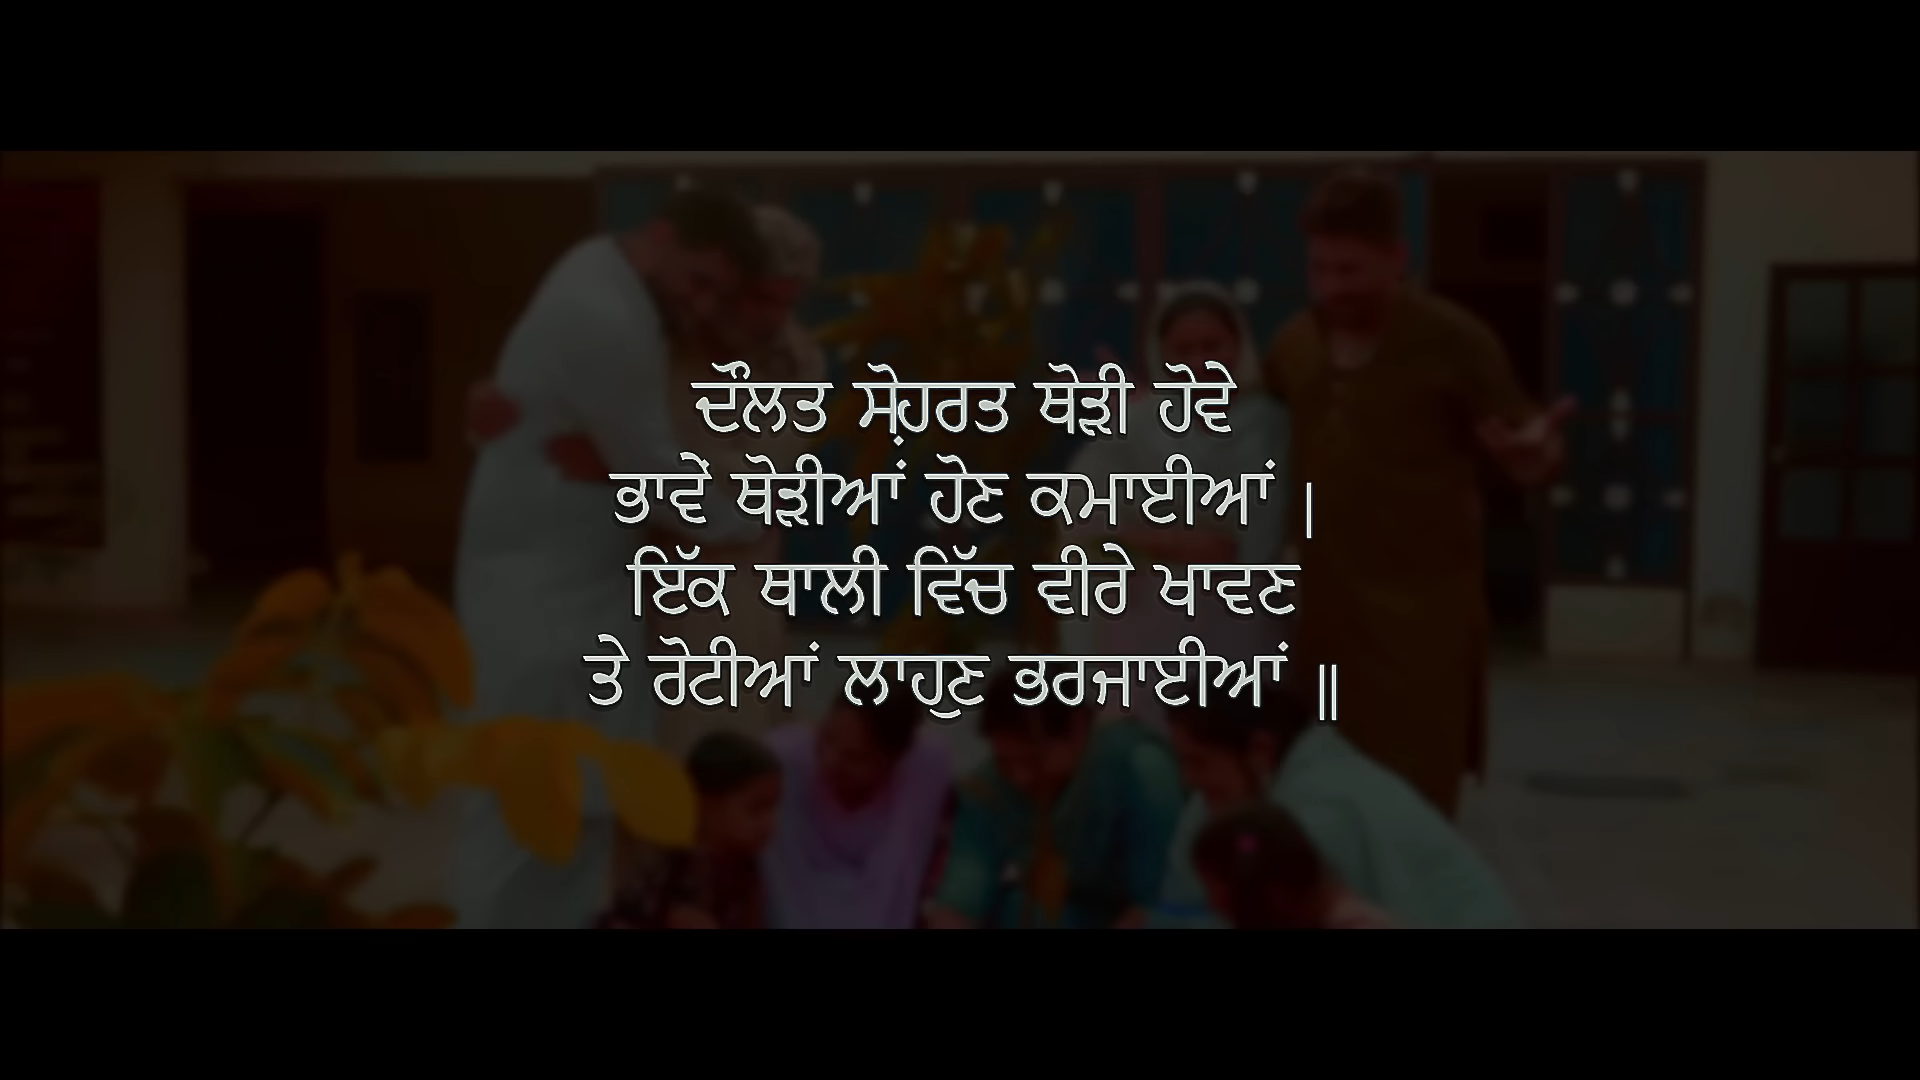 ਦੌਲਤ ਸ਼ੋਹਰਤ ਥੋੜੀ ਹੋਵੇ
ਭਾਵੇਂ ਥੋੜੀਆਂ ਹੋਣ ਕਮਾਈਆਂ |
ਇੱਕ ਥਾਲੀ ਵਿੱਚ ਵੀਰੇ ਖਾਵਣ
ਤੇ ਰੋਟੀਆਂ ਲਾਹੁਣ ਭਰਜਾਈਆਂ ॥